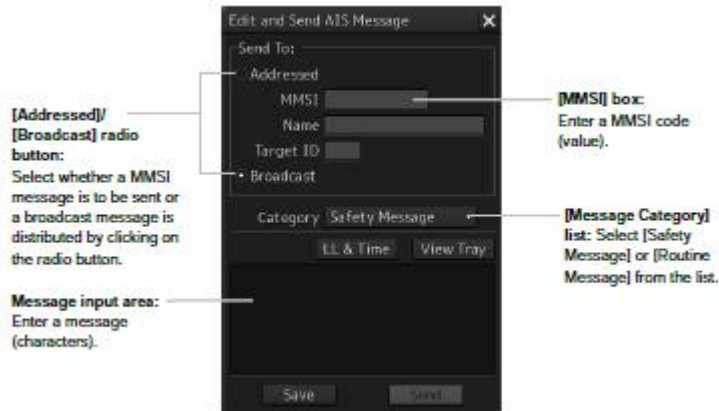 Edit and Send AIS Message
Send To:
Addressed
MMSI
Name
Target ID
Broadcast
Category Safety Message
LL & Time View Tray
Save Send
[Addressed]/
[Broadcast] radio
button:
Select whether a MMSI
message is to be sent or
a broadcast message is
distributed by clicking on
the radio button.
Message input area:
Enter a message
(characters).
[MMSI] box:
Enter a MMSI code
(value).
[Message Category]
list: Select [Safety
Message] or [Routine
Message] from the list.